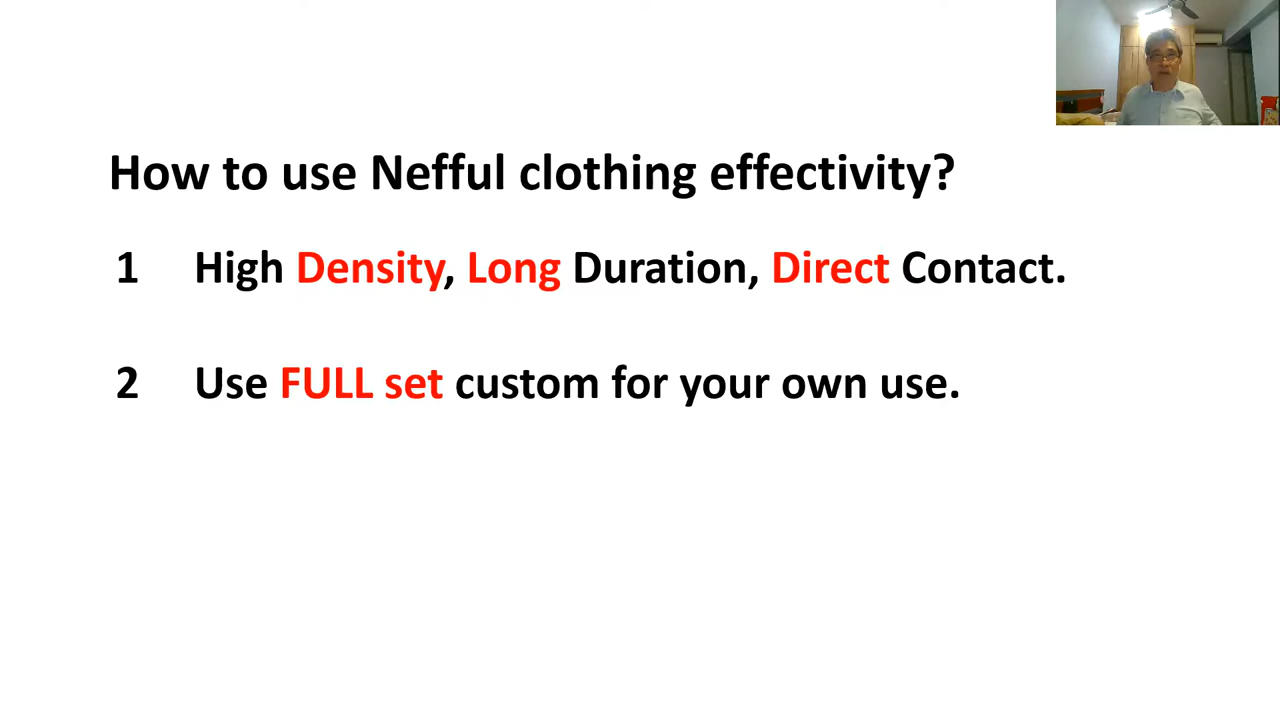 How to use Nefful clothing effectivity?
1 High Density, Long Duration, Direct Contact.
2 Use FULL set custom for your own use.